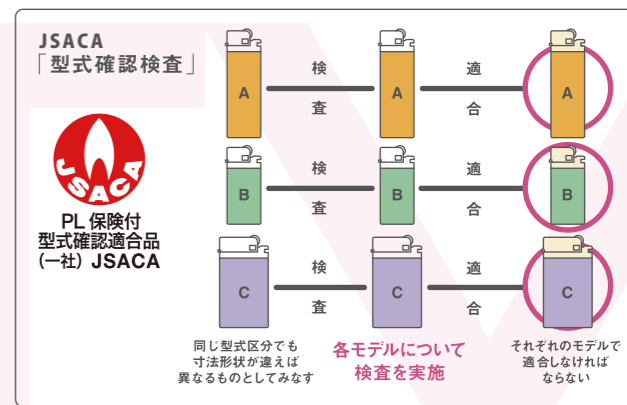 JSACA
「型式確認検査」
A
検
査
A
適
合
A
JSACA
PL保険付
型式確認適合品
(一社) JSACA
B
検
査
B
適
合
B
C
検
査
C
適
合
C
同じ型式区分でも
寸法形状が違えば
異なるものとしてみなす
各モデルについて
検査を実施
それぞれのモデルで
適合しなければ
ならない